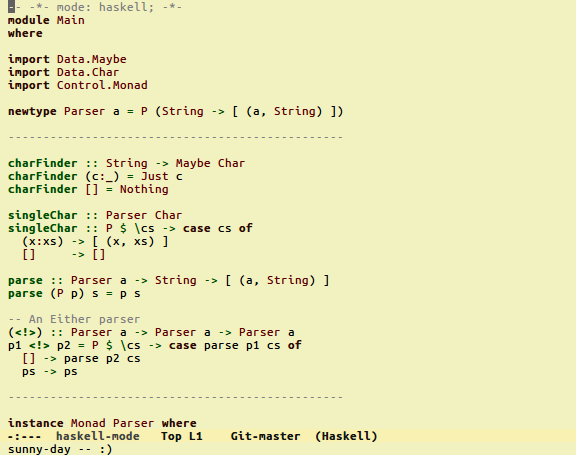 -- -*- mode: haskell; -*-
module Main
where
import Data.Maybe
import Data.Char
import Control.Monad
newtype Parser a = P (String -> [ (a, String) ])
------------------------------------------------
charFinder :: String -> Maybe Char
charFinder (c:_) = Just c
charFinder [] = Nothing
singleChar :: Parser Char
singleChar :: P $ \cs -> case cs of
  (x:xs) -> [ (x, xs) ]
  []     -> []
parse :: Parser a -> String -> [ (a, String) ]
parse (P p) s = p s
-- An Either parser
(<!>) :: Parser a -> Parser a -> Parser a
p1 <!> p2 = P $ \cs -> case parse p1 cs of
  [] -> parse p2 cs
  ps -> ps
------------------------------------------------
instance Monad Parser where
-:---  haskell-mode   Top L1    Git-master  (Haskell)
sunny-day -- :)